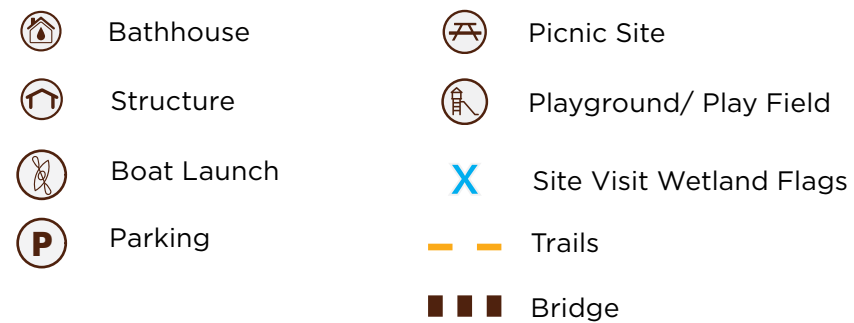 Bathhouse
Structure
Boat Launch
P
Parking
Picnic Site
Playground/ Play Field
X
Site Visit Wetland Flags
Trails
Bridge